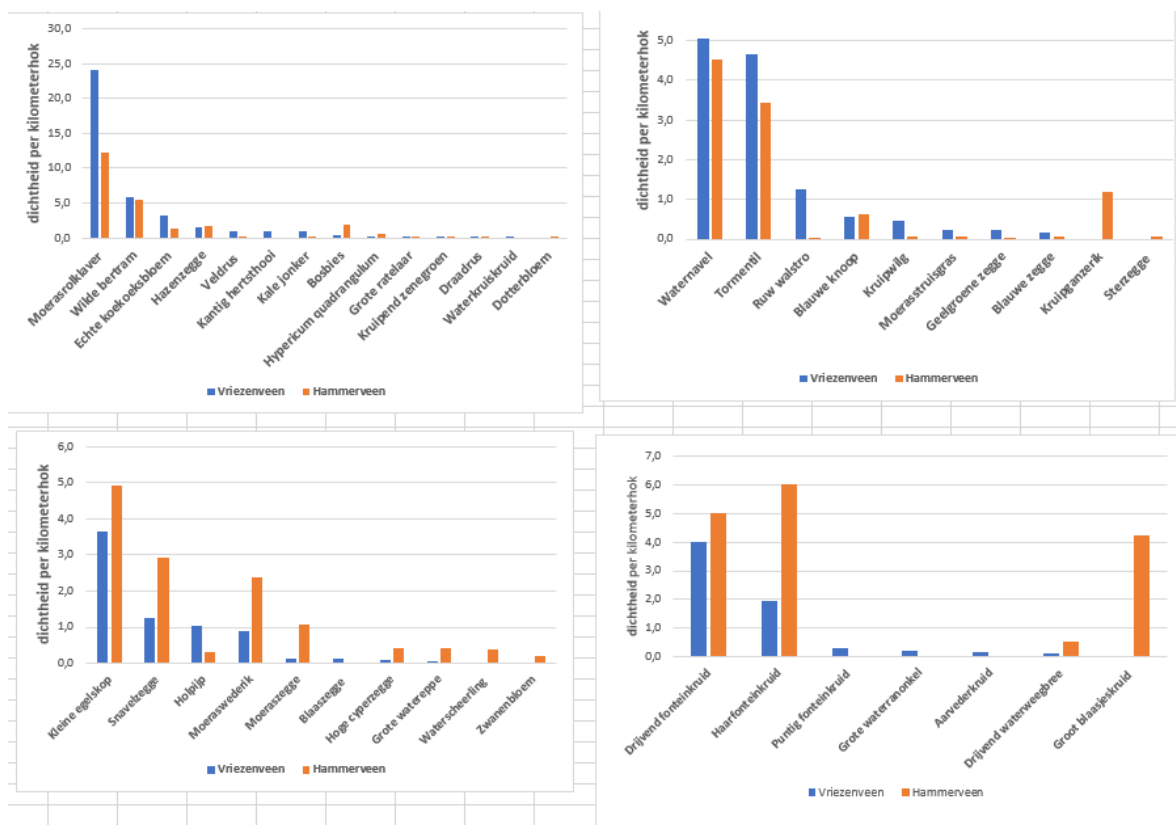 dichtheid per kilometerhok
30,0
25,0
20,0
15,0
10,0
5,0
0,0
Moerasrolklaver
Wilde bertram
Echte koekoeksbloem
Hazenzegge
Veldrus
Kantig hertshooi
Kale jonker
Bosbies
Hypericum quadrangulum
Grote ratelaar
Kruipend zenegroen
Draadrus
Waterkruiskruid
Dotterbloem
Vriezenveen Hammerveen
dichtheid per kilometerhok
5,0
4,0
3,0
2,0
1,0
0,0
Waternavel
Tormentil
Ruw walstro
Blauwe knoop
Kruipwilg
Moerasstruisgras
Geelgroene zegge
Blauwe zegge
Kruipganzerik
Sterzegge
Vriezenveen Hammerveen
dichtheid per kilometerhok
6,0
5,0
4,0
3,0
2,0
1,0
0,0
Kleine egelskop
Snavelzegge
Holpijp
Moeraswederik
Moeraszegge
Blaaszegge
Hoge cyperzegge
Grote watereppe
Waterscheerling
Zwanenbloem
Vriezenveen Hammerveen
dichtheid per kilometerhok
7,0
6,0
5,0
4,0
3,0
2,0
1,0
0,0
Drijvend fonteinkruid
Haarfonteinkruid
Puntig fonteinkruid
Grote waterranonkel
Aarvederkruid
Drijvend waterweegbree
Groot blaasjeskruid
Vriezenveen Hammerveen